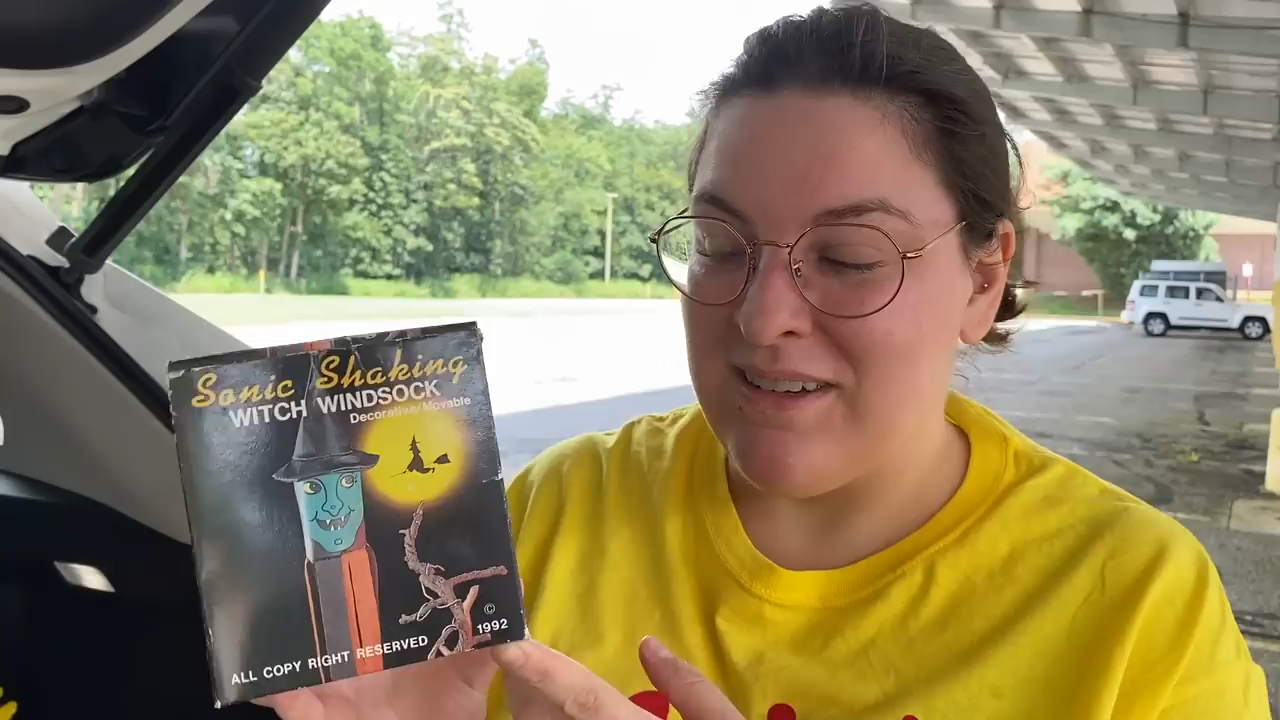 Sonic Shaking
WITCH WINDSOCK
Decorative/Movable
©
1992
ALL COPY RIGHT RESERVED